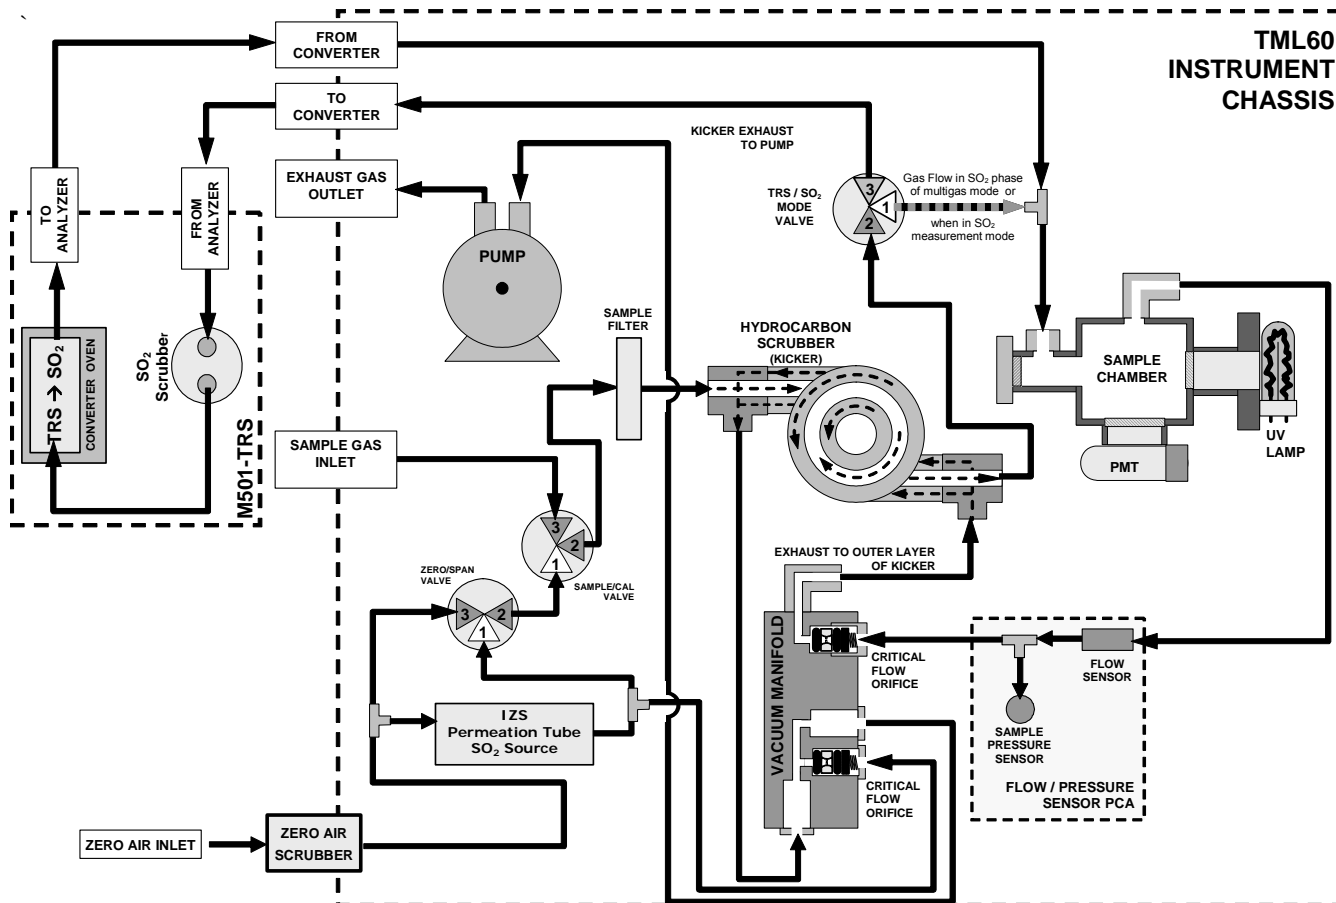 `
FROM
CONVERTER
TO
CONVERTER
EXHAUST GAS
OUTLET
TML60
INSTRUMENT
CHASSIS
KICKER EXHAUST
TO PUMP
TRS / SO₂
MODE
VALVE
3
1
2
Gas Flow in SO₂ phase
of multigas mode or
when in SO₂
measurement mode
TO
ANALYZER
FROM
ANALYZER
PUMP
SAMPLE
FILTER
HYDROCARBON
SCRUBBER
(KICKER)
SAMPLE
CHAMBER
UV
LAMP
PMT
TRS → SO₂
CONVERTER OVEN
SO₂
Scrubber
M501-TRS
SAMPLE GAS
INLET
3
2
1
SAMPLE/CAL
VALVE
ZERO/SPAN
VALVE
3
2
1
EXHAUST TO OUTER LAYER
OF KICKER
VACUUM MANIFOLD
CRITICAL
FLOW
ORIFICE
FLOW
SENSOR
SAMPLE
PRESSURE
SENSOR
FLOW / PRESSURE
SENSOR PCA
IZS
Permeation Tube
SO₂ Source
CRITICAL
FLOW
ORIFICE
ZERO AIR INLET
ZERO AIR
SCRUBBER